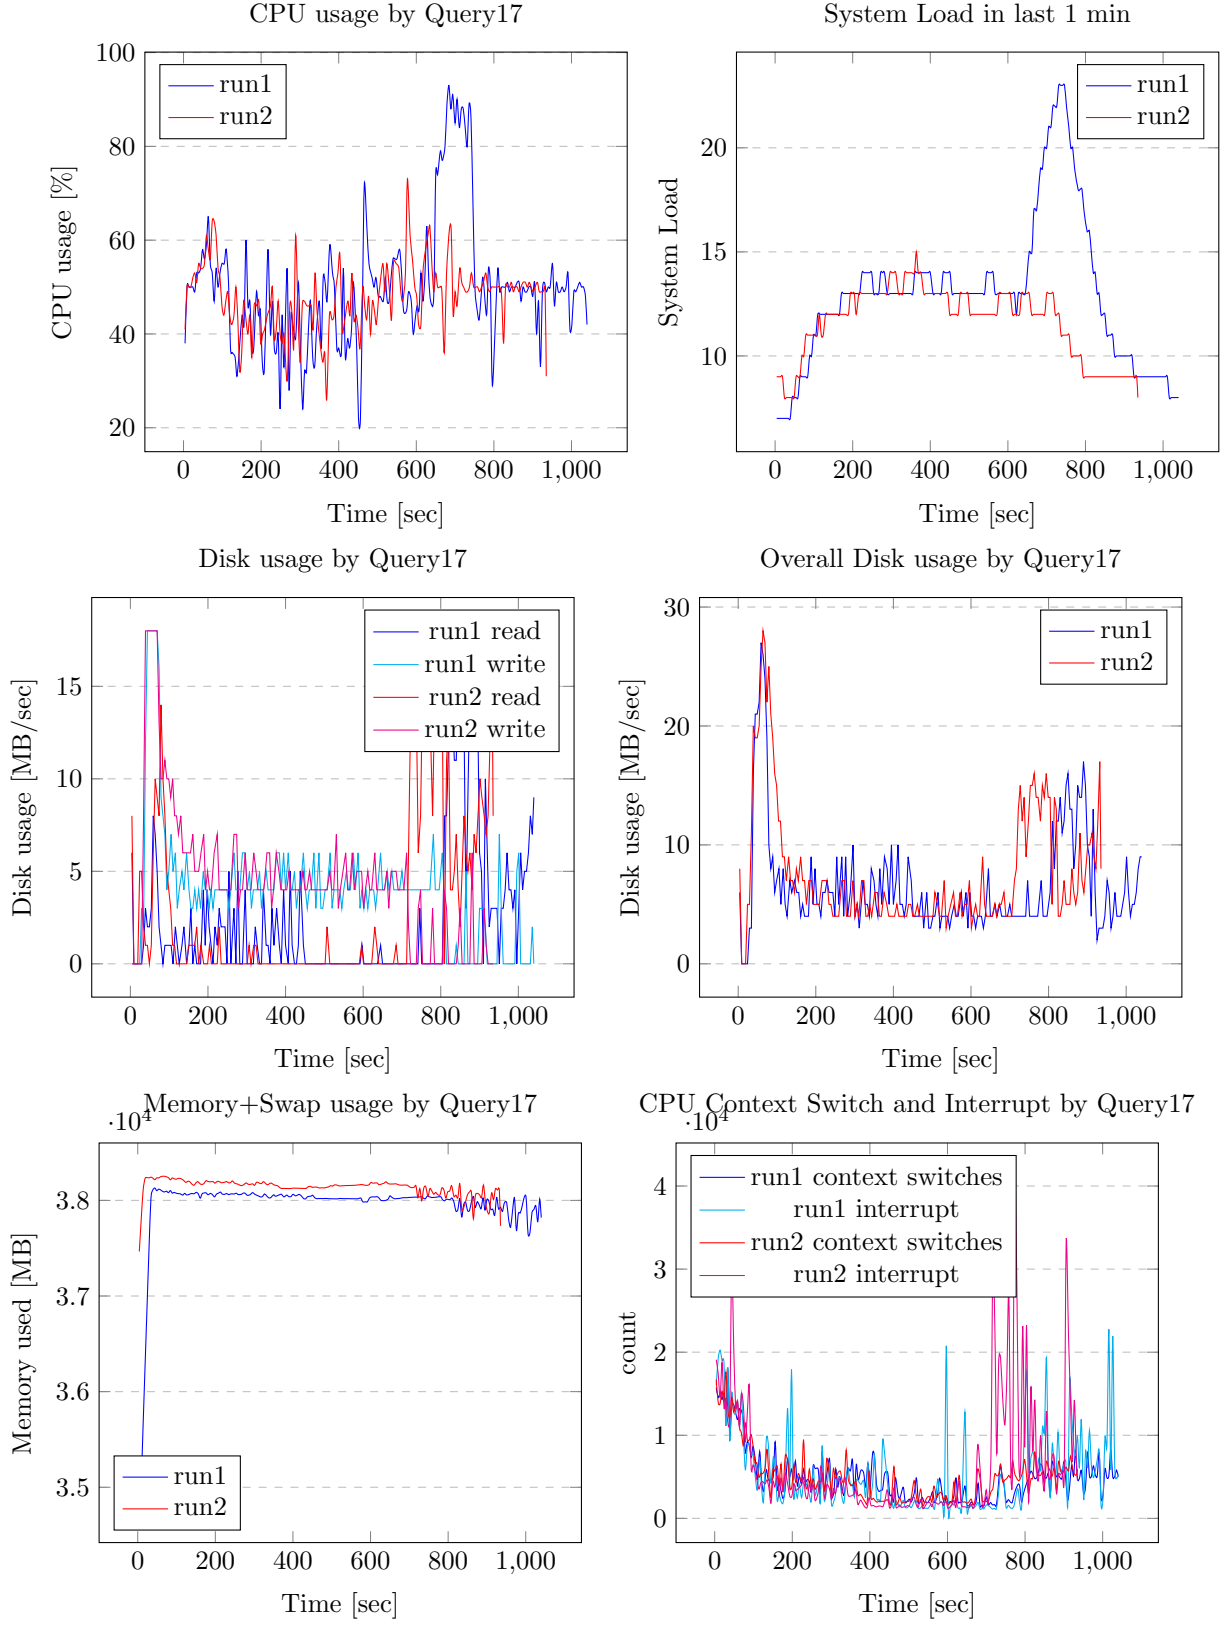 CPU usage by Query17
CPU usage [%]
100
80
60
40
20
run1
run2
0 200 400 600 800 1,000
Time [sec]
System Load in last 1 min
System Load
20
15
10
run1
run2
0 200 400 600 800 1,000
Time [sec]
Disk usage by Query17
Disk usage [MB/sec]
15
10
5
0
run1 read
run1 write
run2 read
run2 write
0 200 400 600 800 1,000
Time [sec]
Overall Disk usage by Query17
Disk usage [MB/sec]
30
20
10
0
run1
run2
0 200 400 600 800 1,000
Time [sec]
Memory+Swap usage by Query17
·10^4
Memory used [MB]
3.8
3.7
3.6
3.5
run1
run2
0 200 400 600 800 1,000
Time [sec]
CPU Context Switch and Interrupt by Query17
·10^4
count
4
3
2
1
0
run1 context switches
run1 interrupt
run2 context switches
run2 interrupt
0 200 400 600 800 1,000
Time [sec]